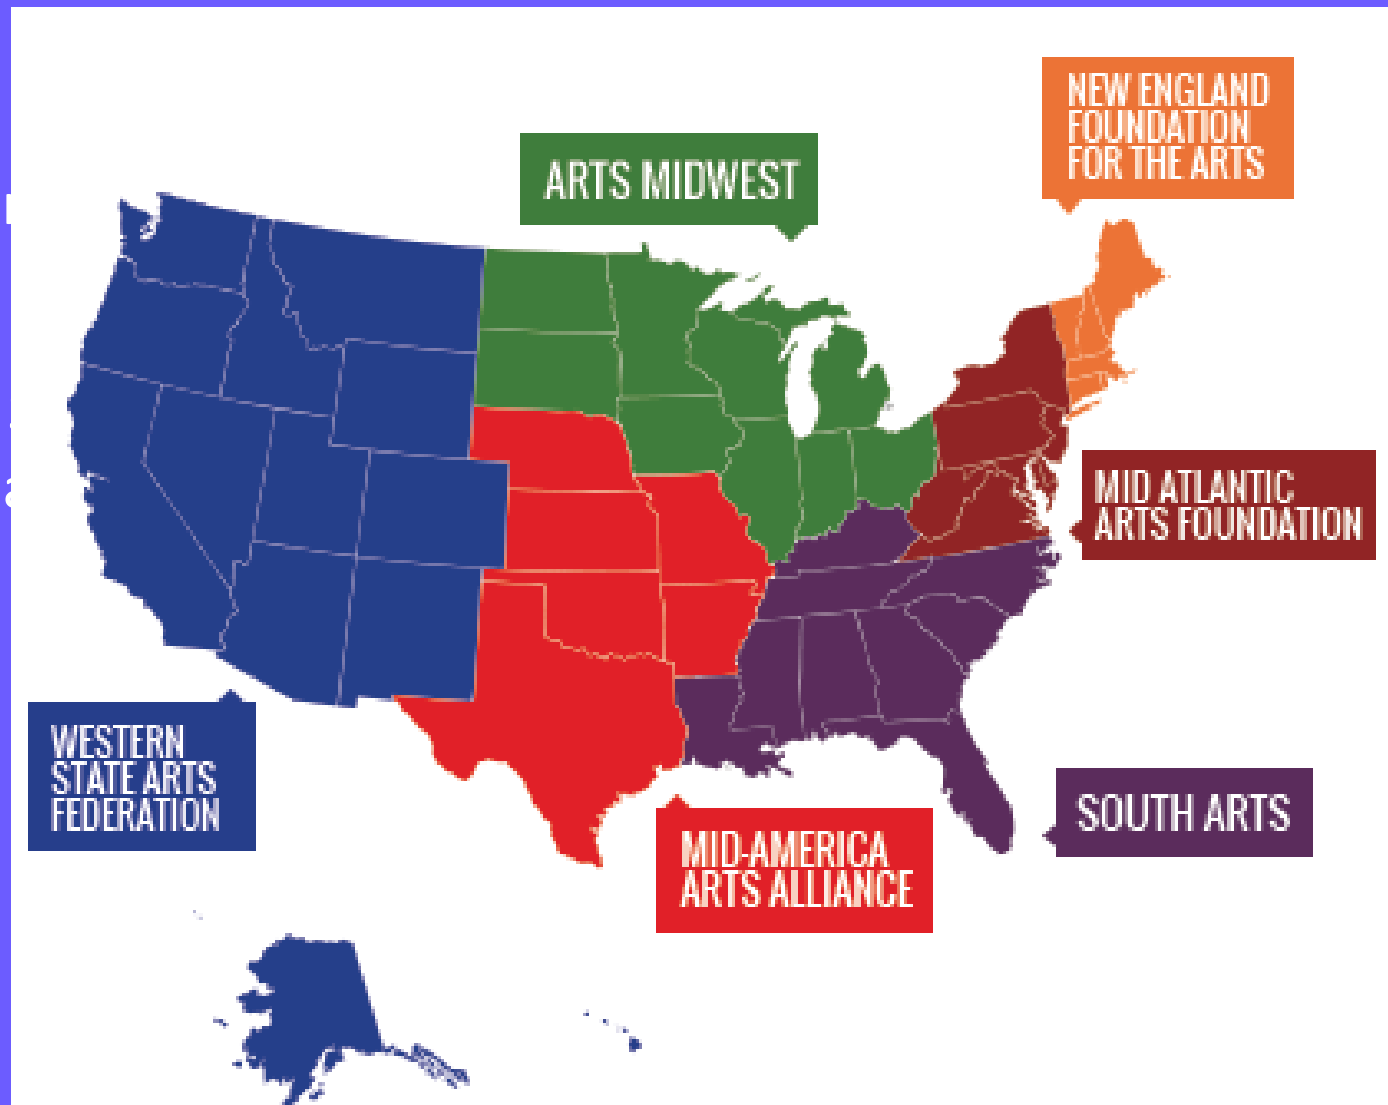 NEW ENGLAND
FOUNDATION
FOR THE ARTS
ARTS MIDWEST
MID ATLANTIC
ARTS FOUNDATION
WESTERN
STATE ARTS
FEDERATION
SOUTH ARTS
MID-AMERICA
ARTS ALLIANCE